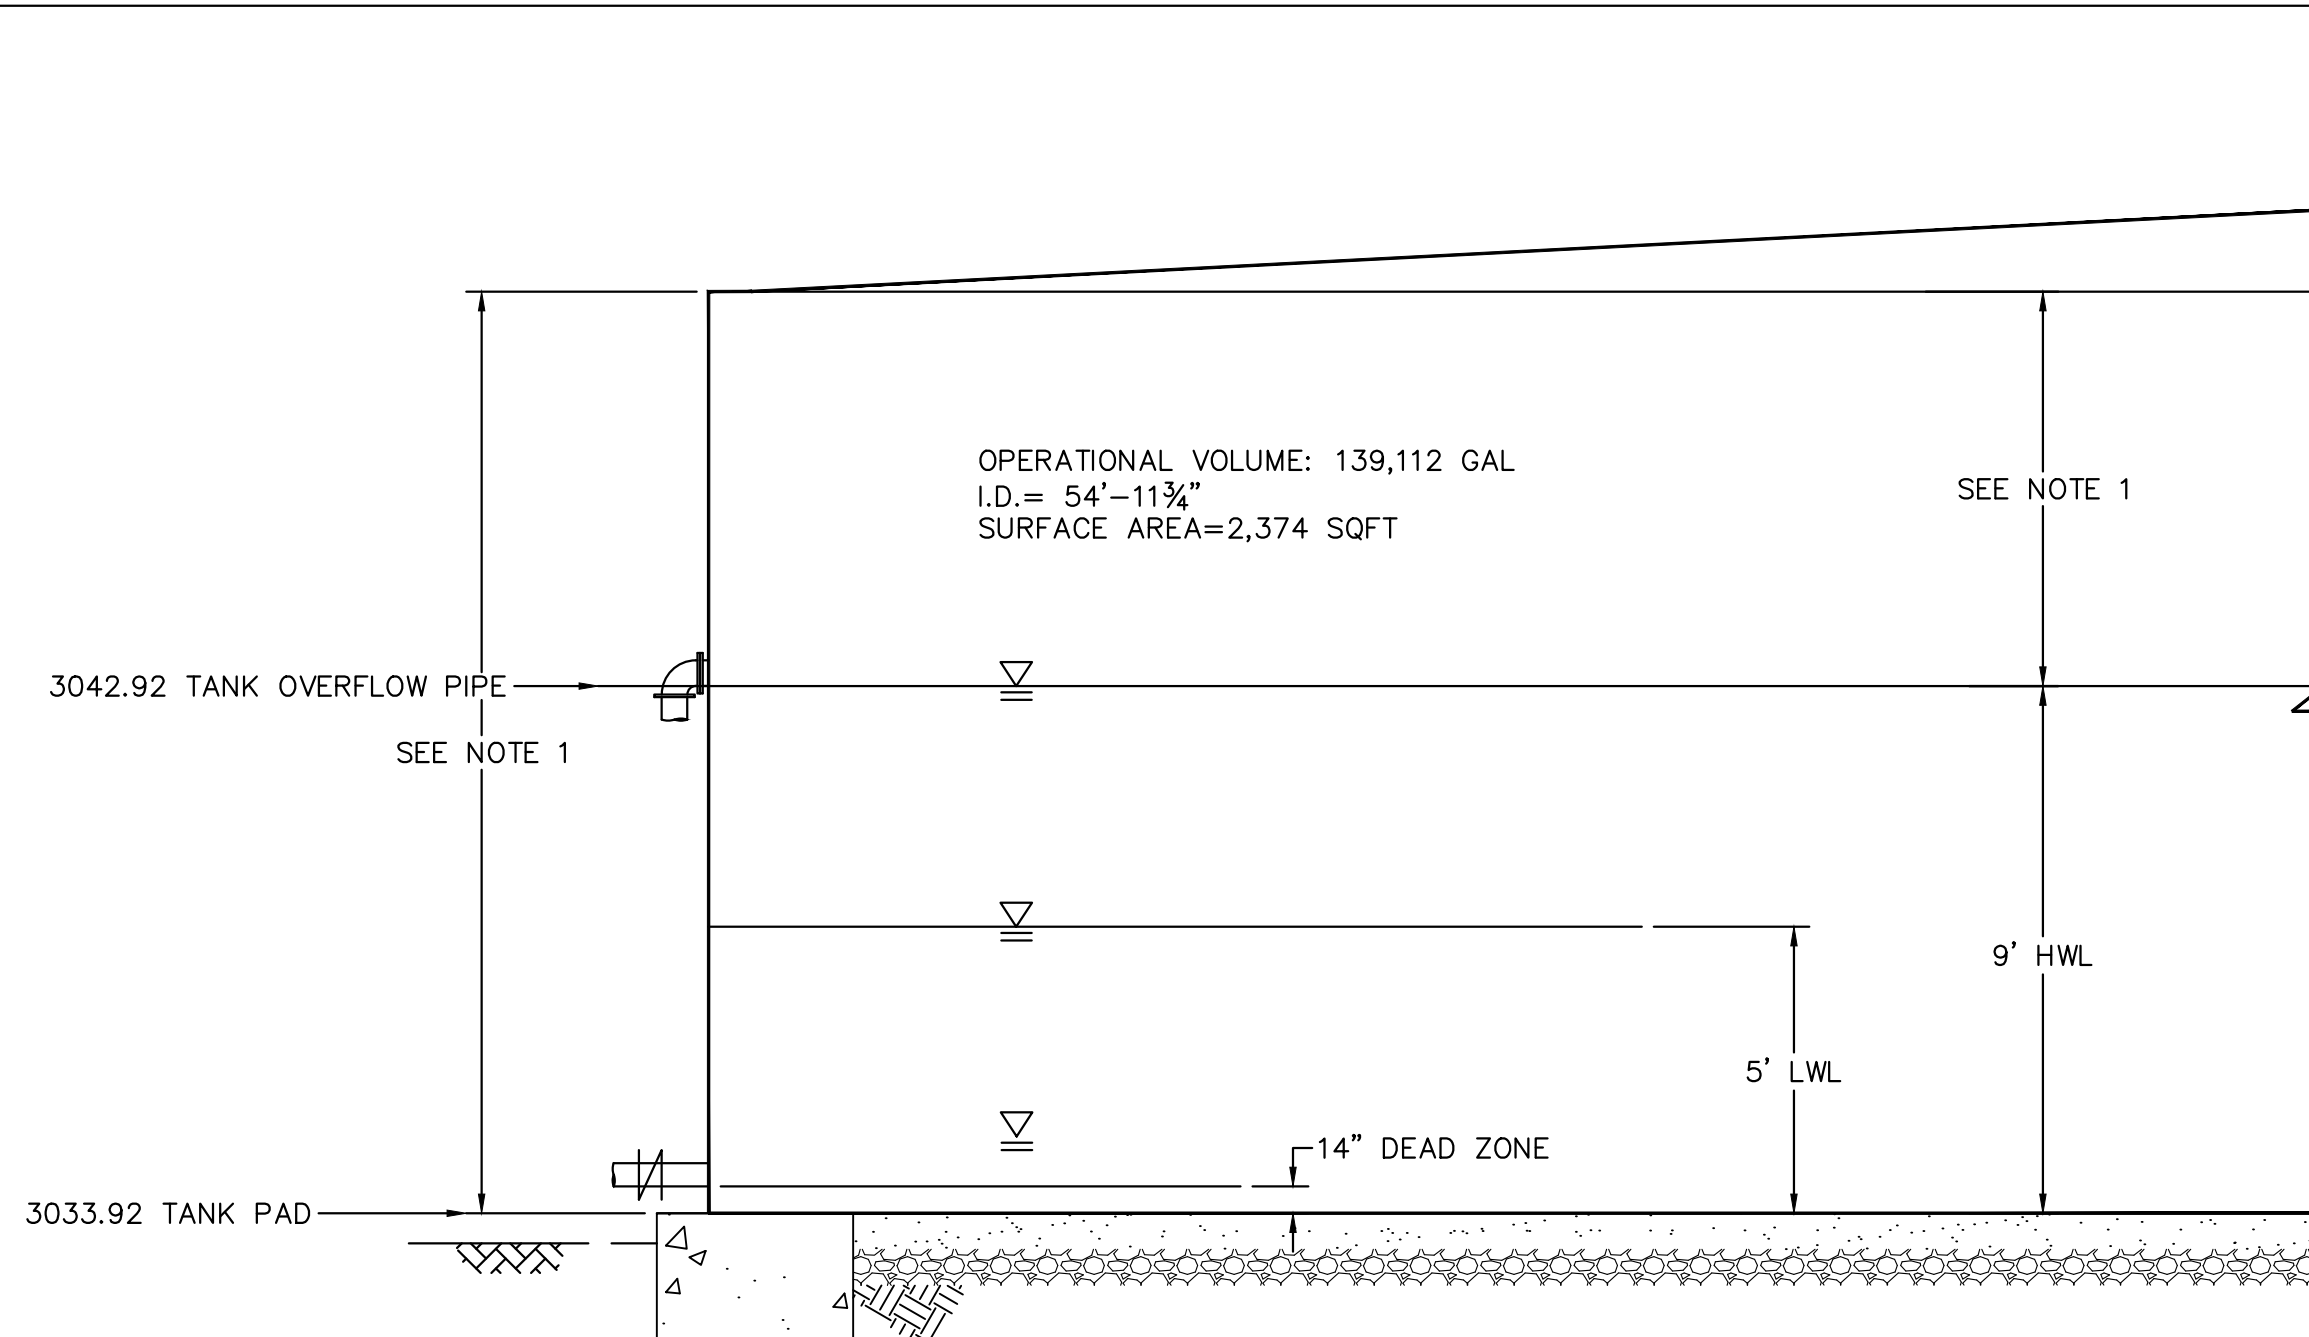 OPERATIONAL VOLUME: 139,112 GAL
I.D.= 54'-11¾"
SURFACE AREA=2,374 SQFT
SEE NOTE 1
3042.92 TANK OVERFLOW PIPE
SEE NOTE 1
9' HWL
5' LWL
14" DEAD ZONE
3033.92 TANK PAD